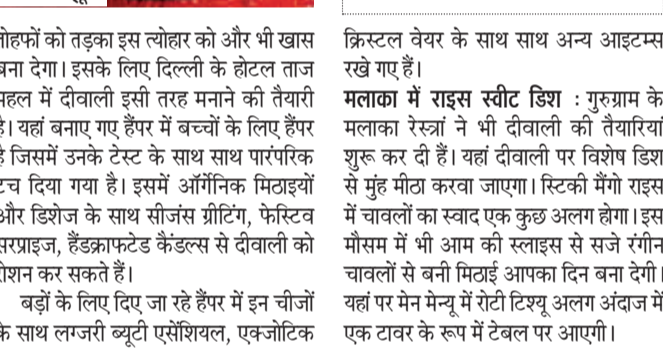 तोहफों को तड़का इस त्योहार को और भी खास
बना देगा। इसके लिए दिल्ली के होटल ताज
महल में दीवाली इसी तरह मनाने की तैयारी
है। यहां बनाए गए हैंपर में बच्चों के लिए हैंपर
है जिसमें उनके टेस्ट के साथ साथ पारंपरिक
टच दिया गया है। इसमें ऑर्गेनिक मिठाइयों
और डिशेज के साथ सीजंस ग्रीटिंग, फेस्टिव
सरप्राइज, हैंडक्राफटेड कैंडल्स से दीवाली को
रोशन कर सकते हैं।
बड़ों के लिए दिए जा रहे हैंपर में इन चीजों
के साथ लग्जरी ब्यूटी एसेंशियल, एक्जोटिक
क्रिस्टल वेयर के साथ साथ अन्य आइटम्स
रखे गए हैं।
मलाका में राइस स्वीट डिश : गुरुग्राम के
मलाका रेस्त्रां ने भी दीवाली की तैयारियां
शुरू कर दी हैं। यहां दीवाली पर विशेष डिश
से मुंह मीठा करवा जाएगा। स्टिकी मैंगो राइस
में चावलों का स्वाद एक कुछ अलग होगा। इस
मौसम में भी आम की स्लाइस से सजे रंगीन
चावलों से बनी मिठाई आपका दिन बना देगी।
यहां पर मेन मेन्यू में रोटी टिश्यू अलग अंदाज में
एक टावर के रूप में टेबल पर आएगी।